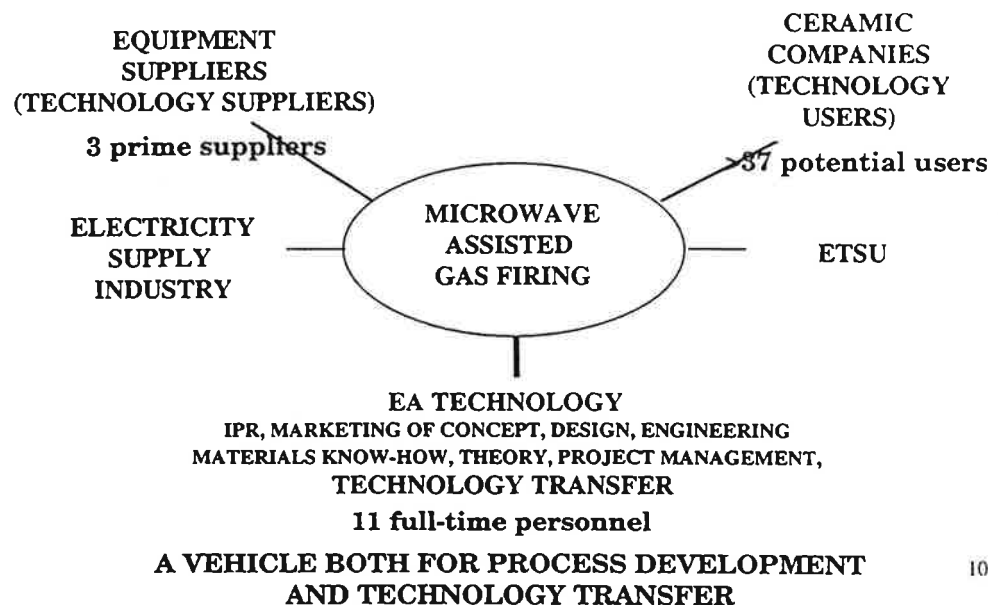 EQUIPMENT
SUPPLIERS
(TECHNOLOGY SUPPLIERS)
3 prime suppliers
CERAMIC
COMPANIES
(TECHNOLOGY
USERS)
>37 potential users
ELECTRICITY
SUPPLY
INDUSTRY
MICROWAVE
ASSISTED
GAS FIRING
ETSU
EA TECHNOLOGY
IPR, MARKETING OF CONCEPT, DESIGN, ENGINEERING
MATERIALS KNOW-HOW, THEORY, PROJECT MANAGEMENT,
TECHNOLOGY TRANSFER
11 full-time personnel
A VEHICLE BOTH FOR PROCESS DEVELOPMENT
AND TECHNOLOGY TRANSFER
10